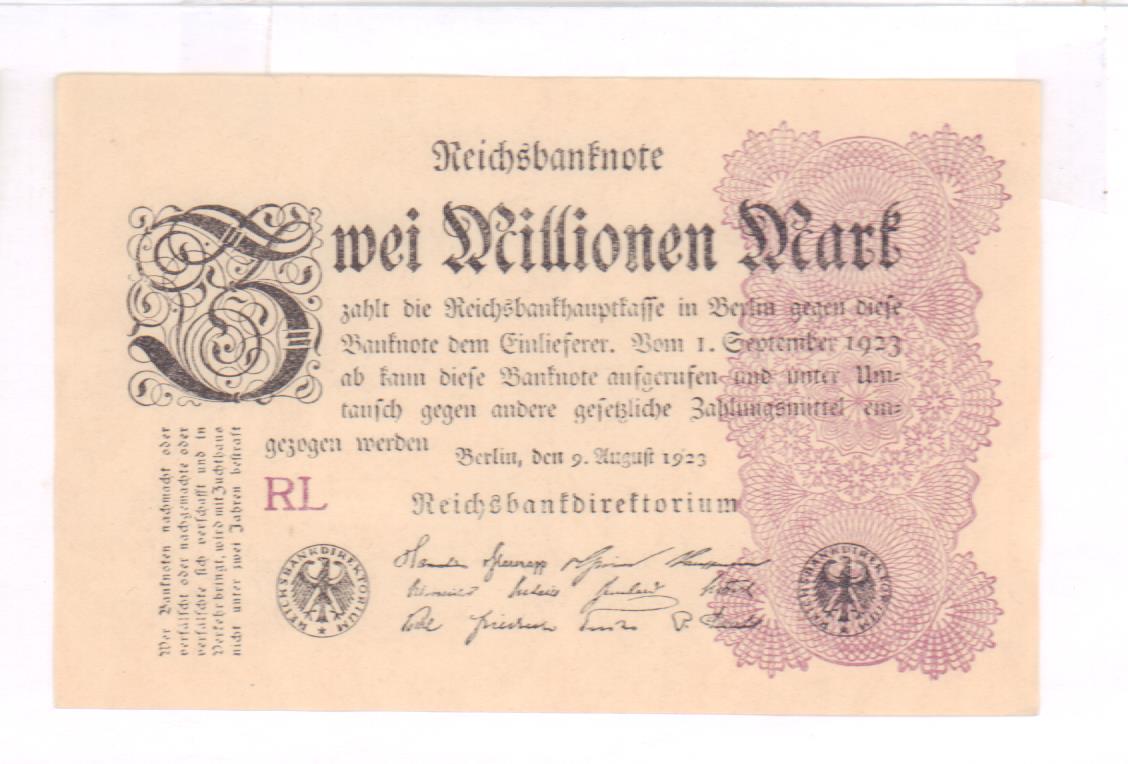 Reichsbanknote
Zwei Millionen Mark
zahlt die Reichsbankhauptkasse in Berlin gegen diese
Banknote dem Einlieferer. Vom 1. September 1923
ab kann diese Banknote aufgerufen und unter Um=
tausch gegen andere gesetzliche Zahlungsmittel ein=
gezogen werden
Berlin, den 9. August 1923
Reichsbankdirektorium
RL
Wer Banknoten nachmacht oder
verfälscht oder nachgemachte oder
verfälschte sich verschafft und in
Verkehr bringt, wird mit Zuchthaus
nicht unter zwei Jahren bestraft
REICHSBANKDIREKTORIUM
REICHSBANKDIREKTORIUM